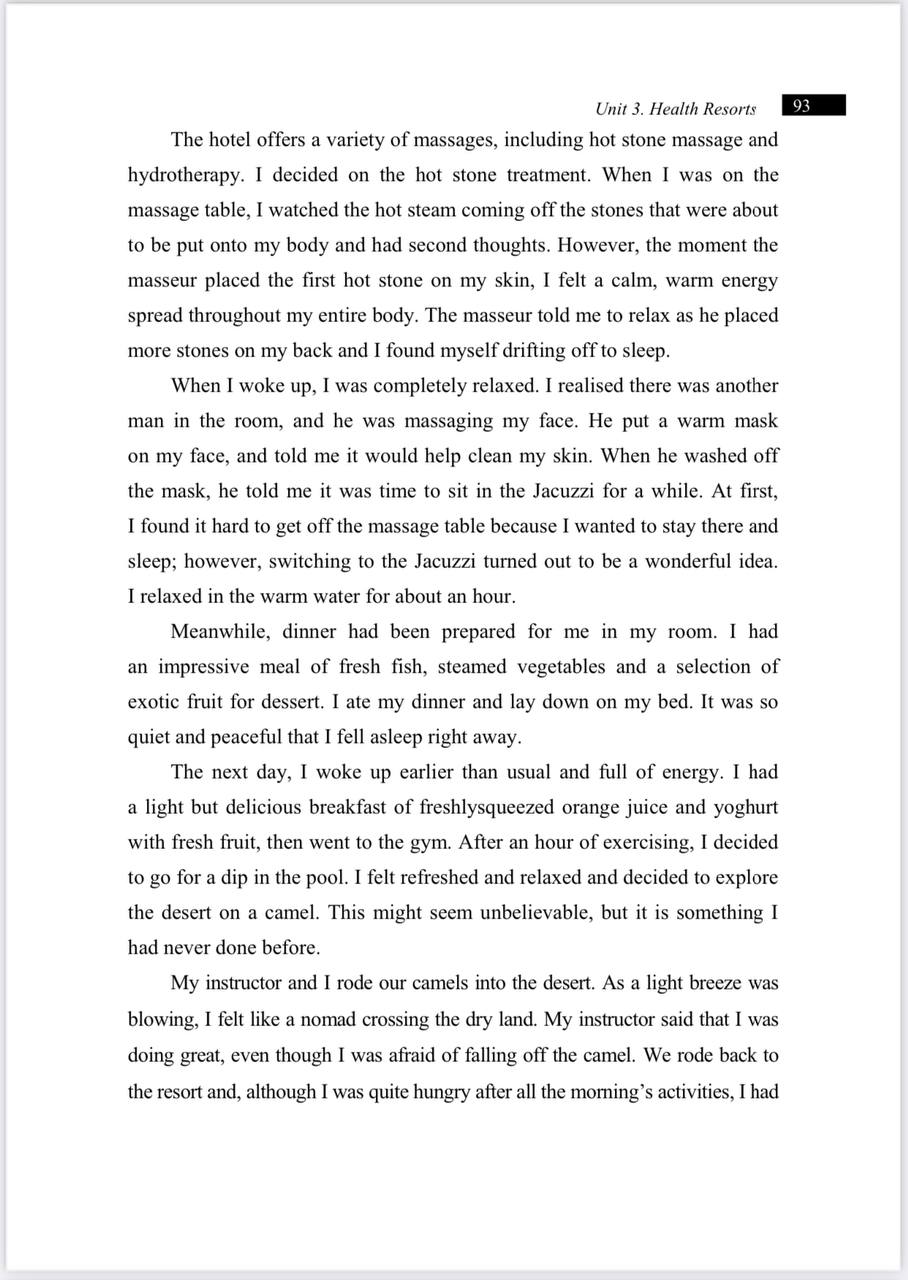 Unit 3. Health Resorts 93
The hotel offers a variety of massages, including hot stone massage and
hydrotherapy. I decided on the hot stone treatment. When I was on the
massage table, I watched the hot steam coming off the stones that were about
to be put onto my body and had second thoughts. However, the moment the
masseur placed the first hot stone on my skin, I felt a calm, warm energy
spread throughout my entire body. The masseur told me to relax as he placed
more stones on my back and I found myself drifting off to sleep.
When I woke up, I was completely relaxed. I realised there was another
man in the room, and he was massaging my face. He put a warm mask
on my face, and told me it would help clean my skin. When he washed off
the mask, he told me it was time to sit in the Jacuzzi for a while. At first,
I found it hard to get off the massage table because I wanted to stay there and
sleep; however, switching to the Jacuzzi turned out to be a wonderful idea.
I relaxed in the warm water for about an hour.
Meanwhile, dinner had been prepared for me in my room. I had
an impressive meal of fresh fish, steamed vegetables and a selection of
exotic fruit for dessert. I ate my dinner and lay down on my bed. It was so
quiet and peaceful that I fell asleep right away.
The next day, I woke up earlier than usual and full of energy. I had
a light but delicious breakfast of freshlysqueezed orange juice and yoghurt
with fresh fruit, then went to the gym. After an hour of exercising, I decided
to go for a dip in the pool. I felt refreshed and relaxed and decided to explore
the desert on a camel. This might seem unbelievable, but it is something I
had never done before.
My instructor and I rode our camels into the desert. As a light breeze was
blowing, I felt like a nomad crossing the dry land. My instructor said that I was
doing great, even though I was afraid of falling off the camel. We rode back to
the resort and, although I was quite hungry after all the morning’s activities, I had